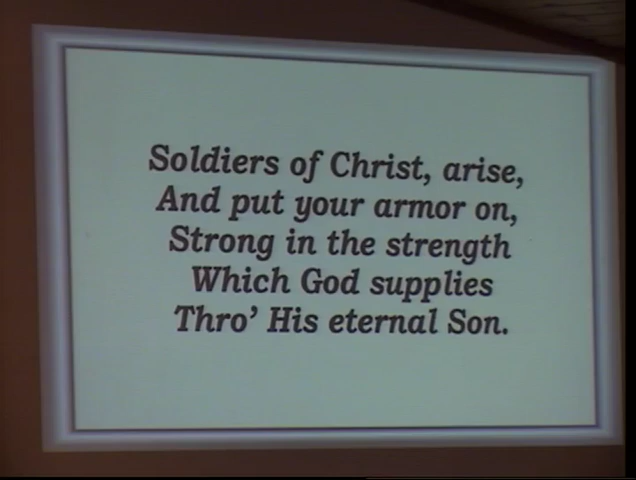 Soldiers of Christ, arise,
And put your armor on,
Strong in the strength
Which God supplies
Thro' His eternal Son.